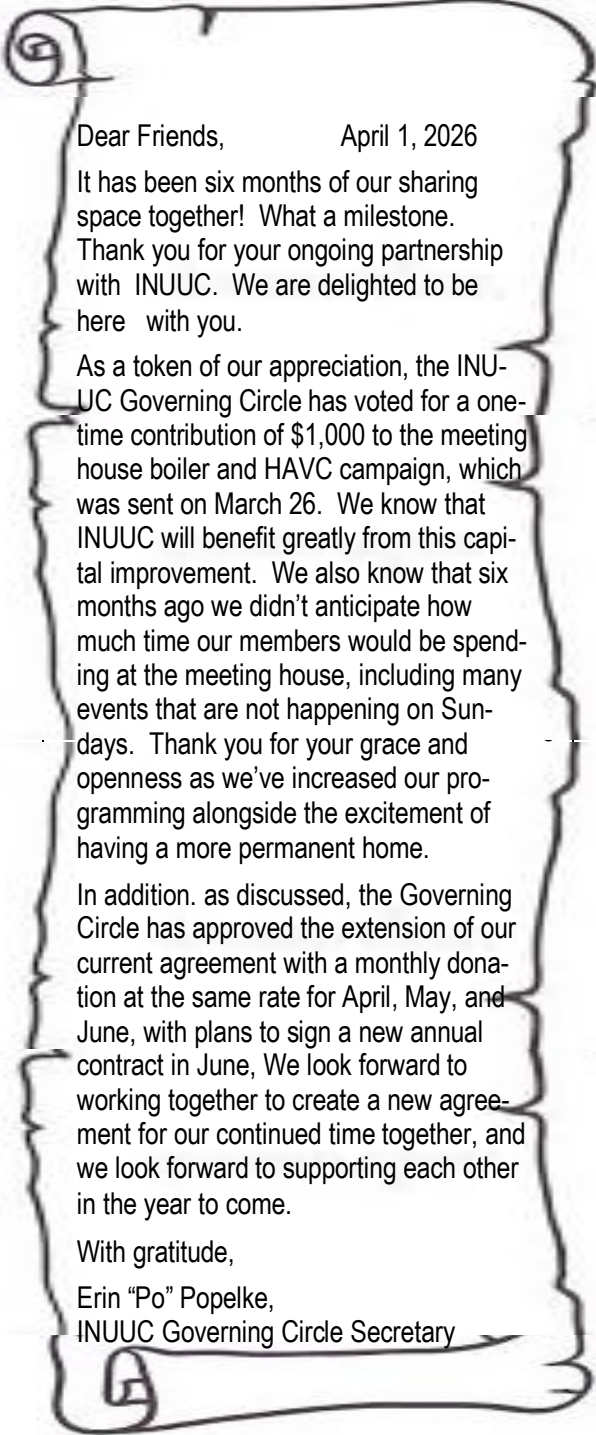 Dear Friends, April 1, 2026
It has been six months of our sharing
space together!  What a milestone.
Thank you for your ongoing partnership
with  INUUC.  We are delighted to be
here   with you.
As a token of our appreciation, the INU-
UC Governing Circle has voted for a one-
time contribution of $1,000 to the meeting
house boiler and HAVC campaign, which
was sent on March 26.  We know that
INUUC will benefit greatly from this capi-
tal improvement.  We also know that six
months ago we didn’t anticipate how
much time our members would be spend-
ing at the meeting house, including many
events that are not happening on Sun-
days.  Thank you for your grace and
openness as we’ve increased our pro-
gramming alongside the excitement of
having a more permanent home.
In addition. as discussed, the Governing
Circle has approved the extension of our
current agreement with a monthly dona-
tion at the same rate for April, May, and
June, with plans to sign a new annual
contract in June, We look forward to
working together to create a new agree-
ment for our continued time together, and
we look forward to supporting each other
in the year to come.
With gratitude,
Erin “Po” Popelke,
INUUC Governing Circle Secretary